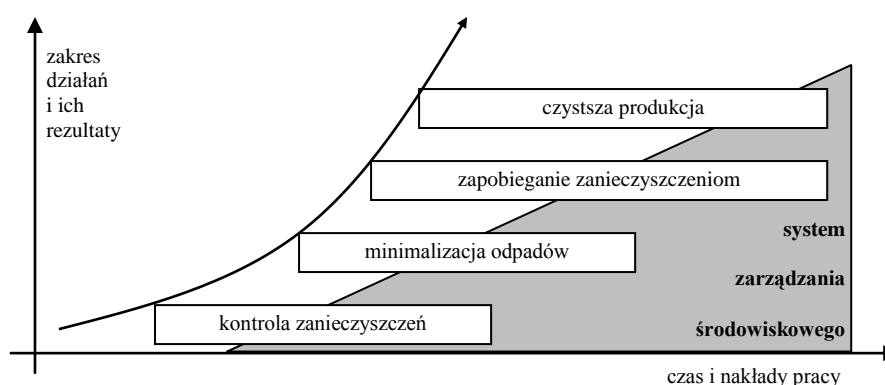 zakres
działań
i ich
rezultaty
czystsza produkcja
zapobieganie zanieczyszczeniom
system
minimalizacja odpadów
zarządzania
kontrola zanieczyszczeń
środowiskowego
czas i nakłady pracy